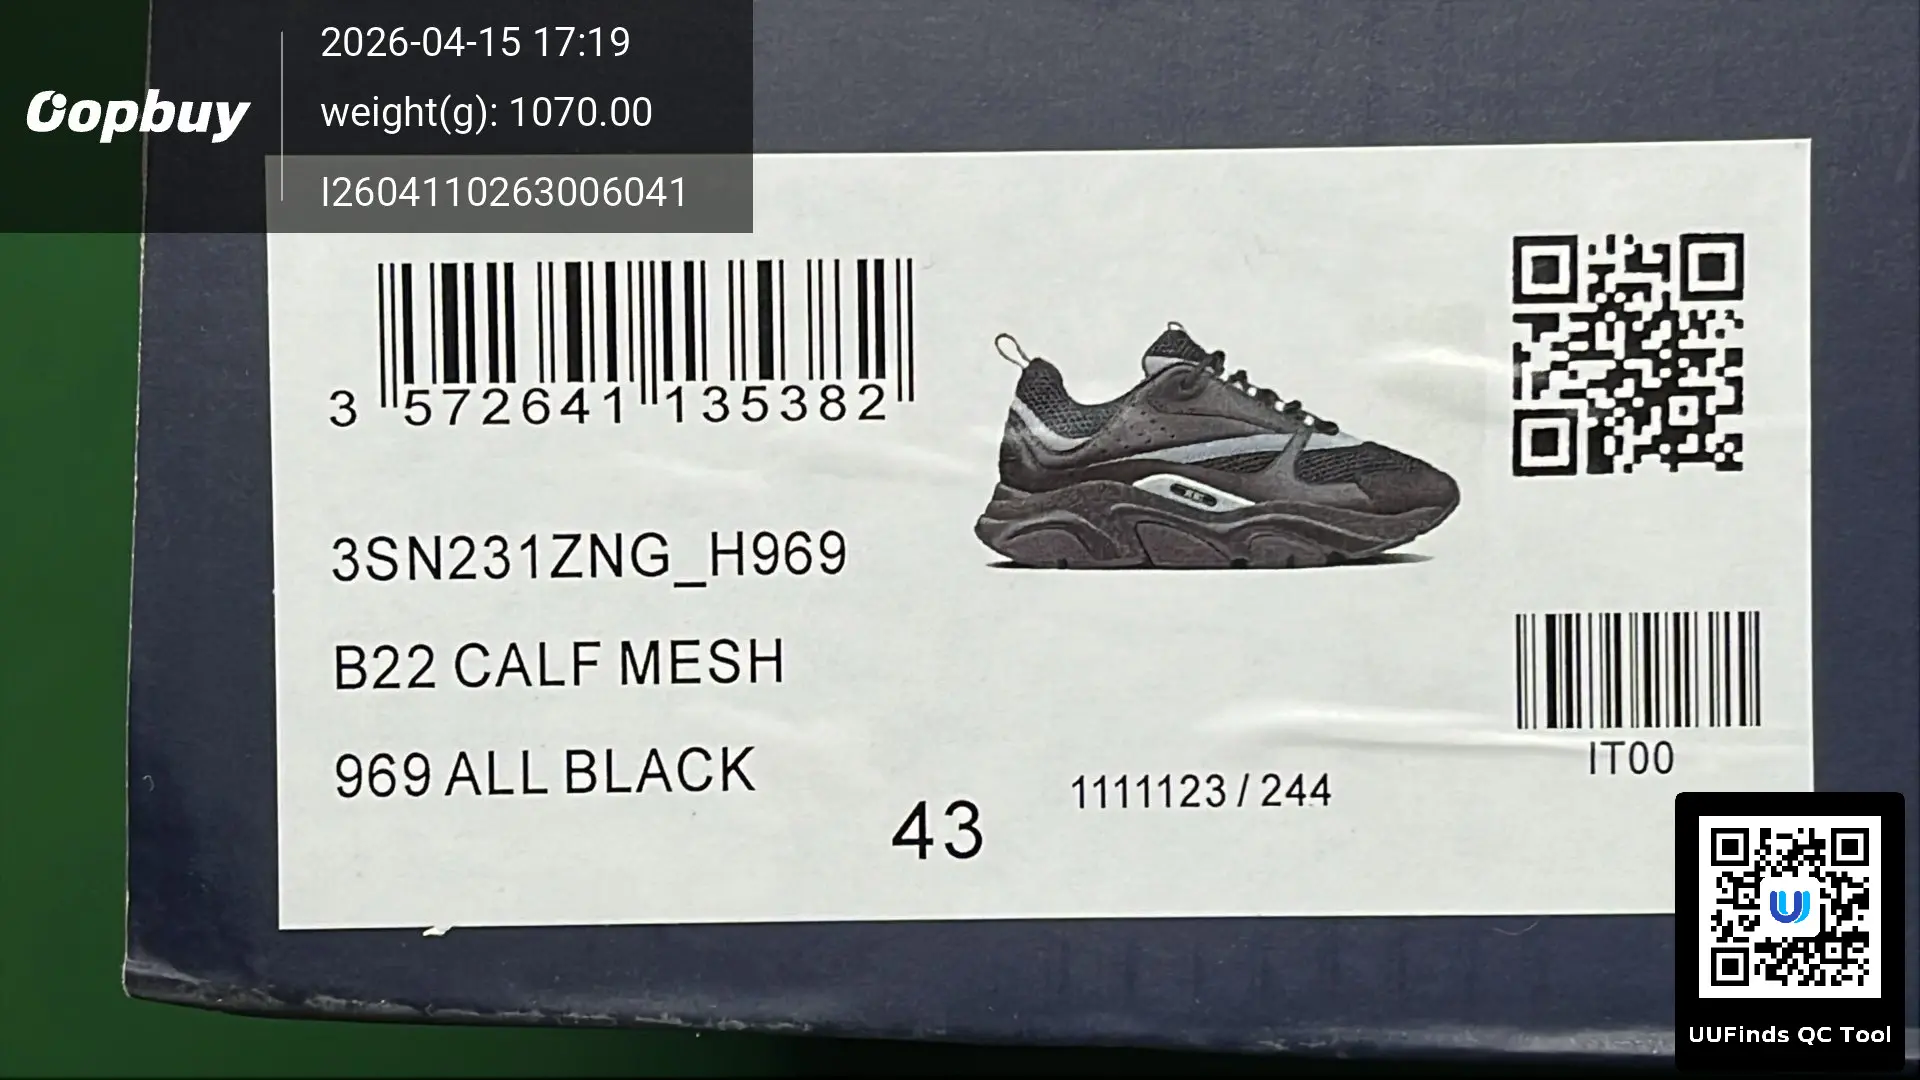 2026-04-15 17:19
oopbuy
weight(g): 1070.00
I2604110263006041
3 572641 135382
3SN231ZNG_H969
B22 CALF MESH
969 ALL BLACK
43
1111123 / 244
IT00
UUFinds QC Tool